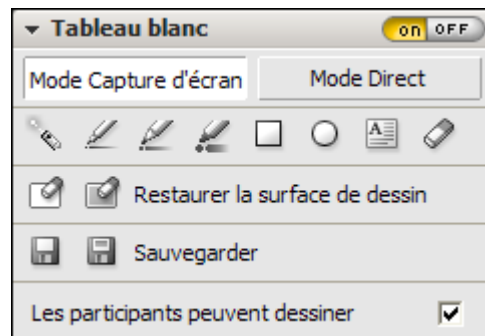 Tableau blanc
on OFF
Mode Capture d'écran Mode Direct
A
Restaurer la surface de dessin
Sauvegarder
Les participants peuvent dessiner